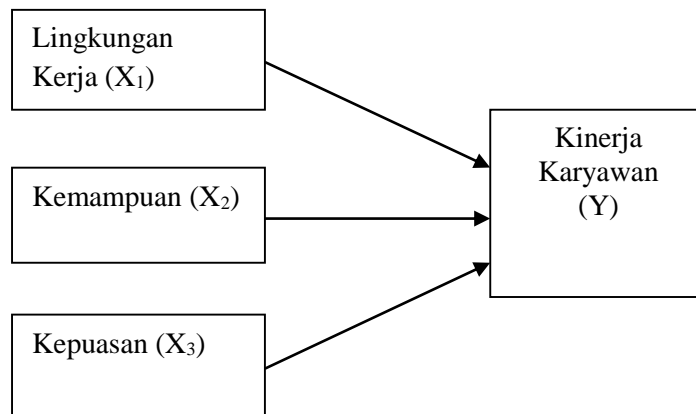 Lingkungan
Kerja (X₁)
Kemampuan (X₂)
Kepuasan (X₃)
Kinerja
Karyawan
(Y)